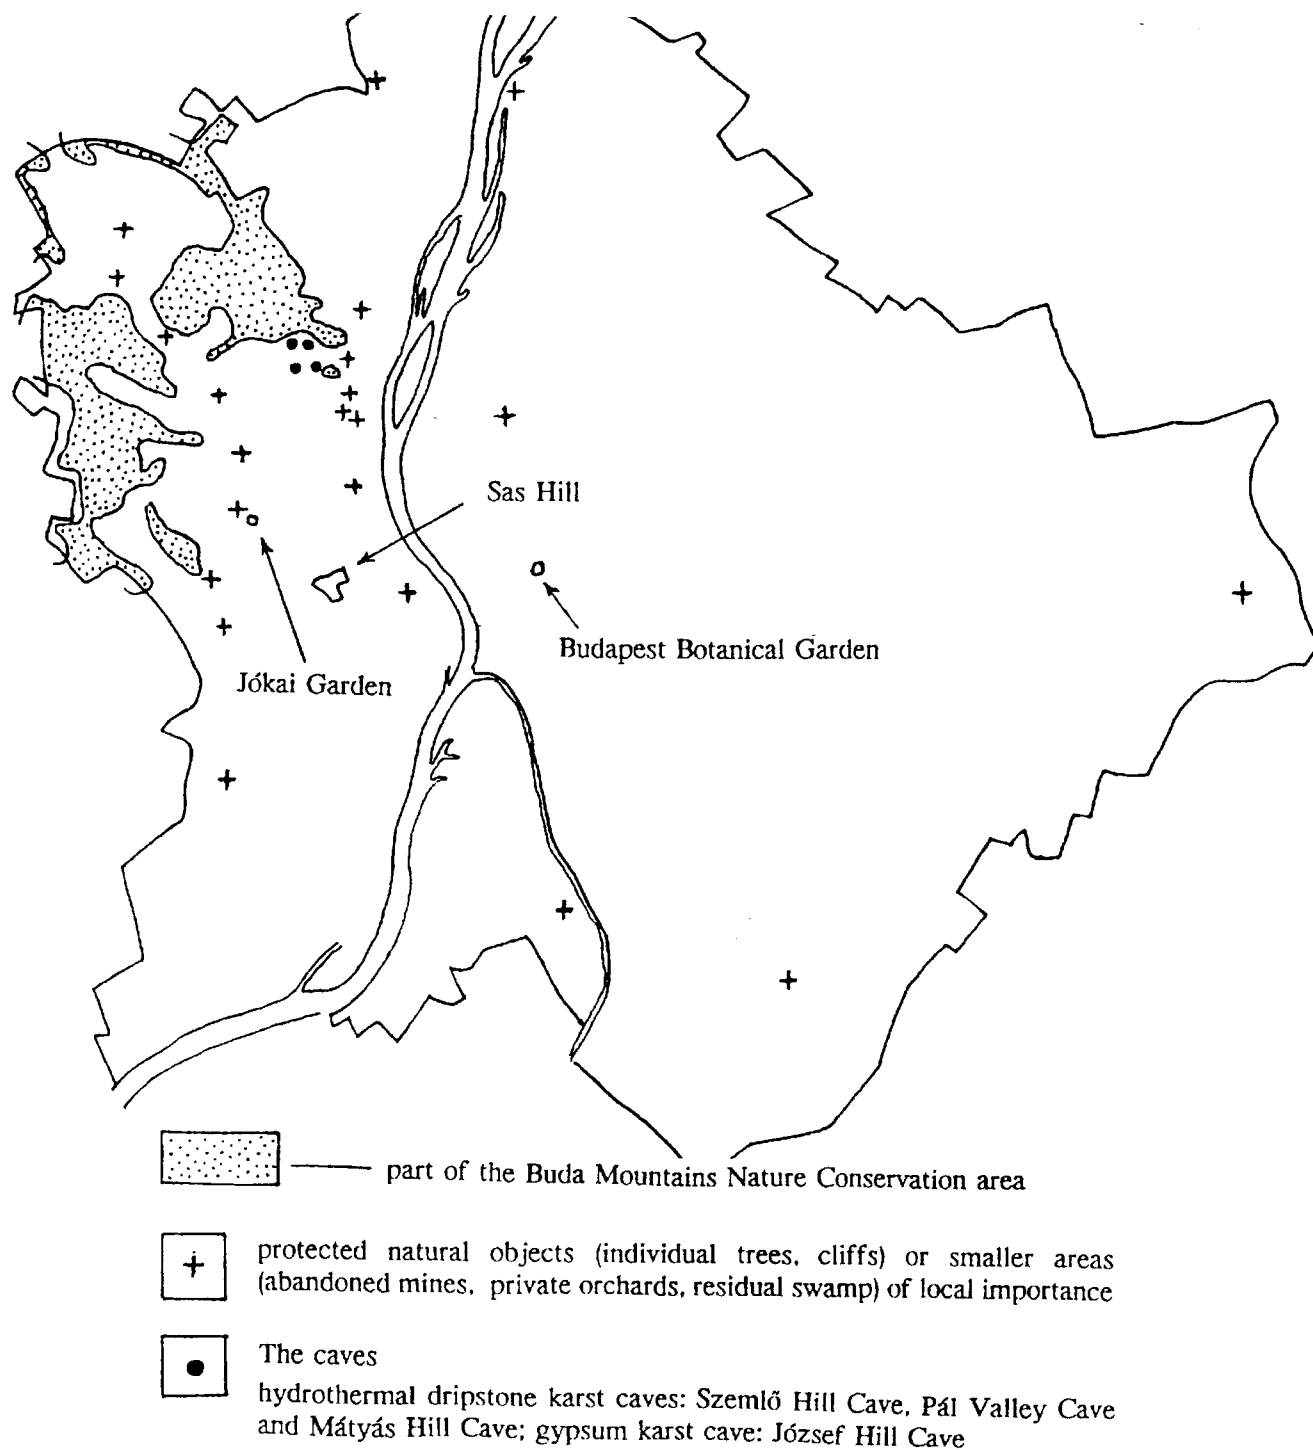 Sas Hill
Budapest Botanical Garden
Jókai Garden
part of the Buda Mountains Nature Conservation area
protected natural objects (individual trees, cliffs) or smaller areas
(abandoned mines, private orchards, residual swamp) of local importance
The caves
hydrothermal dripstone karst caves: Szemlő Hill Cave, Pál Valley Cave
and Mátyás Hill Cave; gypsum karst cave: József Hill Cave